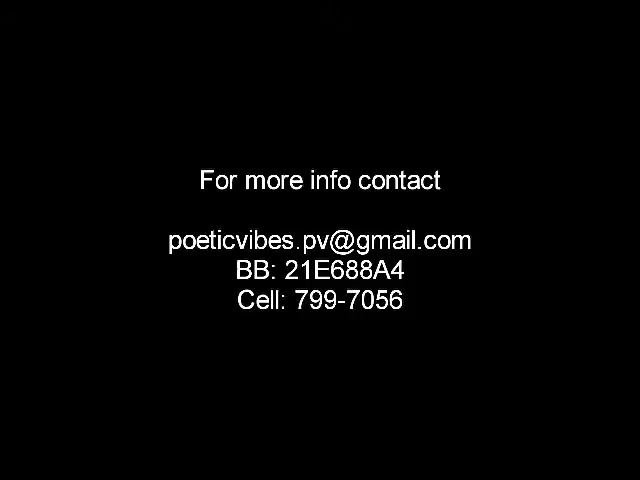 For more info contact
poeticvibes.pv@gmail.com
BB: 21E688A4
Cell: 799-7056